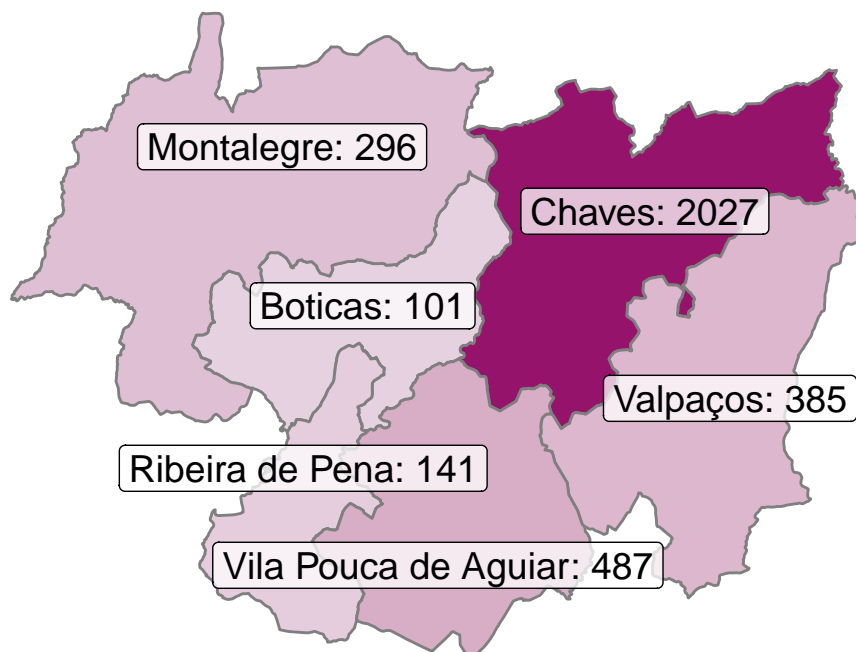 Montalegre: 296
Chaves: 2027
Boticas: 101
Valpaços: 385
Ribeira de Pena: 141
Vila Pouca de Aguiar: 487